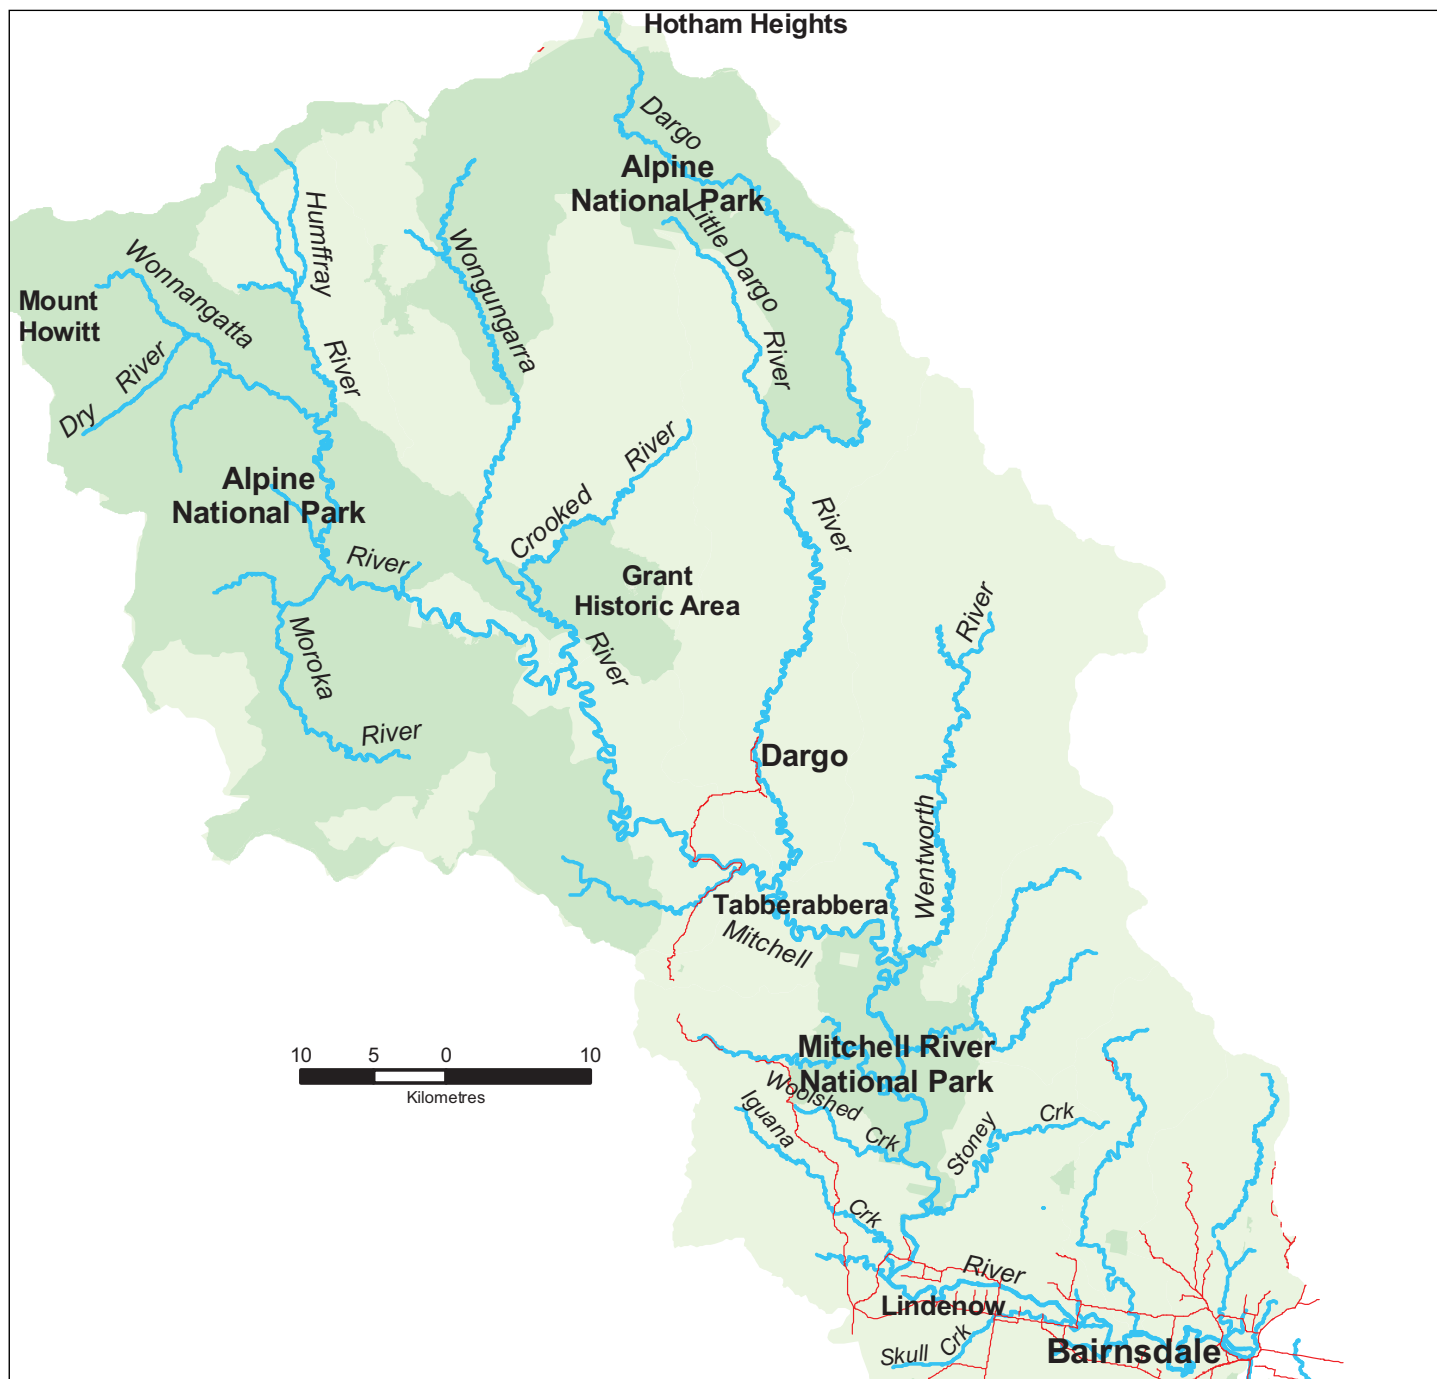 Hotham Heights
Dargo
Alpine
National Park
Little Dargo
River
Humffray
River
Wongungarra
Wonnangatta
Mount
Howitt
Dry River
Alpine
National Park
River
Crooked River
River
Grant
Historic Area
River
River
Moroka
River
Dargo
Wentworth
Tabberabbera
Mitchell
10 5 0 10
Kilometres
Mitchell River
National Park
Woolshed
Crk
Iguana
Crk
Stoney
Crk
River
Lindenow
Skull Crk
Bairnsdale